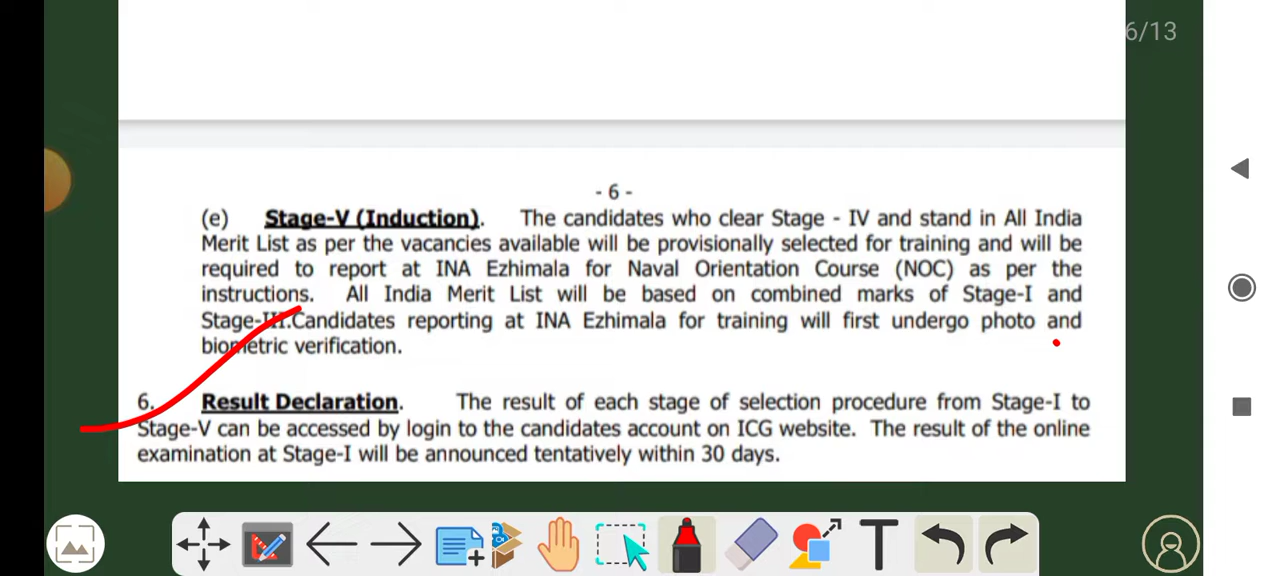 6/13
- 6 -
(e) Stage-V (Induction). The candidates who clear Stage - IV and stand in All India
Merit List as per the vacancies available will be provisionally selected for training and will be
required to report at INA Ezhimala for Naval Orientation Course (NOC) as per the
instructions. All India Merit List will be based on combined marks of Stage-I and
Stage-III.Candidates reporting at INA Ezhimala for training will first undergo photo and
biometric verification.
6. Result Declaration. The result of each stage of selection procedure from Stage-I to
Stage-V can be accessed by login to the candidates account on ICG website. The result of the online
examination at Stage-I will be announced tentatively within 30 days.
T